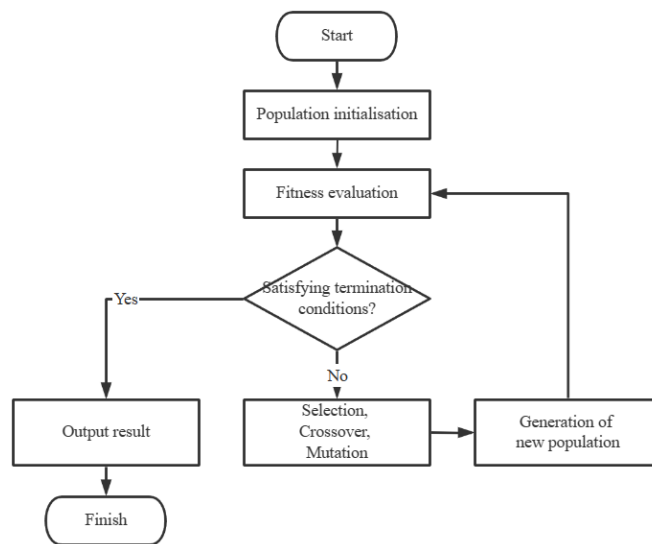 Start
Population initialisation
Fitness evaluation
Satisfying termination
conditions?
Yes
No
Output result
Selection,
Crossover,
Mutation
Generation of
new population
Finish